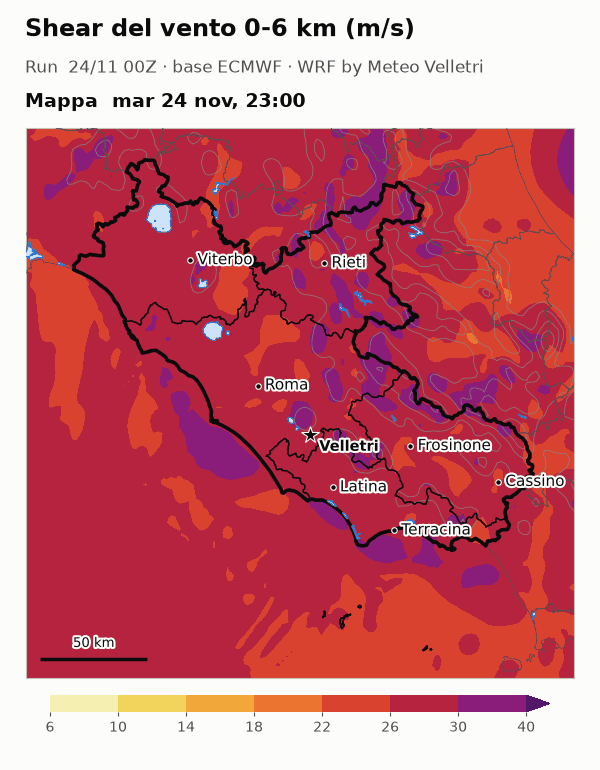 Shear del vento 0-6 km (m/s)
Run  24/11 00Z · base ECMWF · WRF by Meteo Velletri
Mappa  mar 24 nov, 23:00
Viterbo
Rieti
Roma
Velletri
Frosinone
Latina
Cassino
Terracina
50 km
6 10 14 18 22 26 30 40